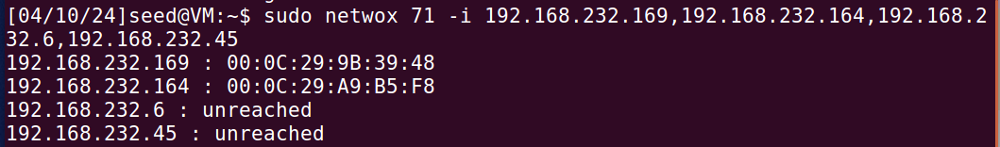 [04/10/24]seed@VM:~$ sudo netwox 71 -i 192.168.232.169,192.168.232.164,192.168.2
32.6,192.168.232.45
192.168.232.169 : 00:0C:29:9B:39:48
192.168.232.164 : 00:0C:29:A9:B5:F8
192.168.232.6 : unreached
192.168.232.45 : unreached